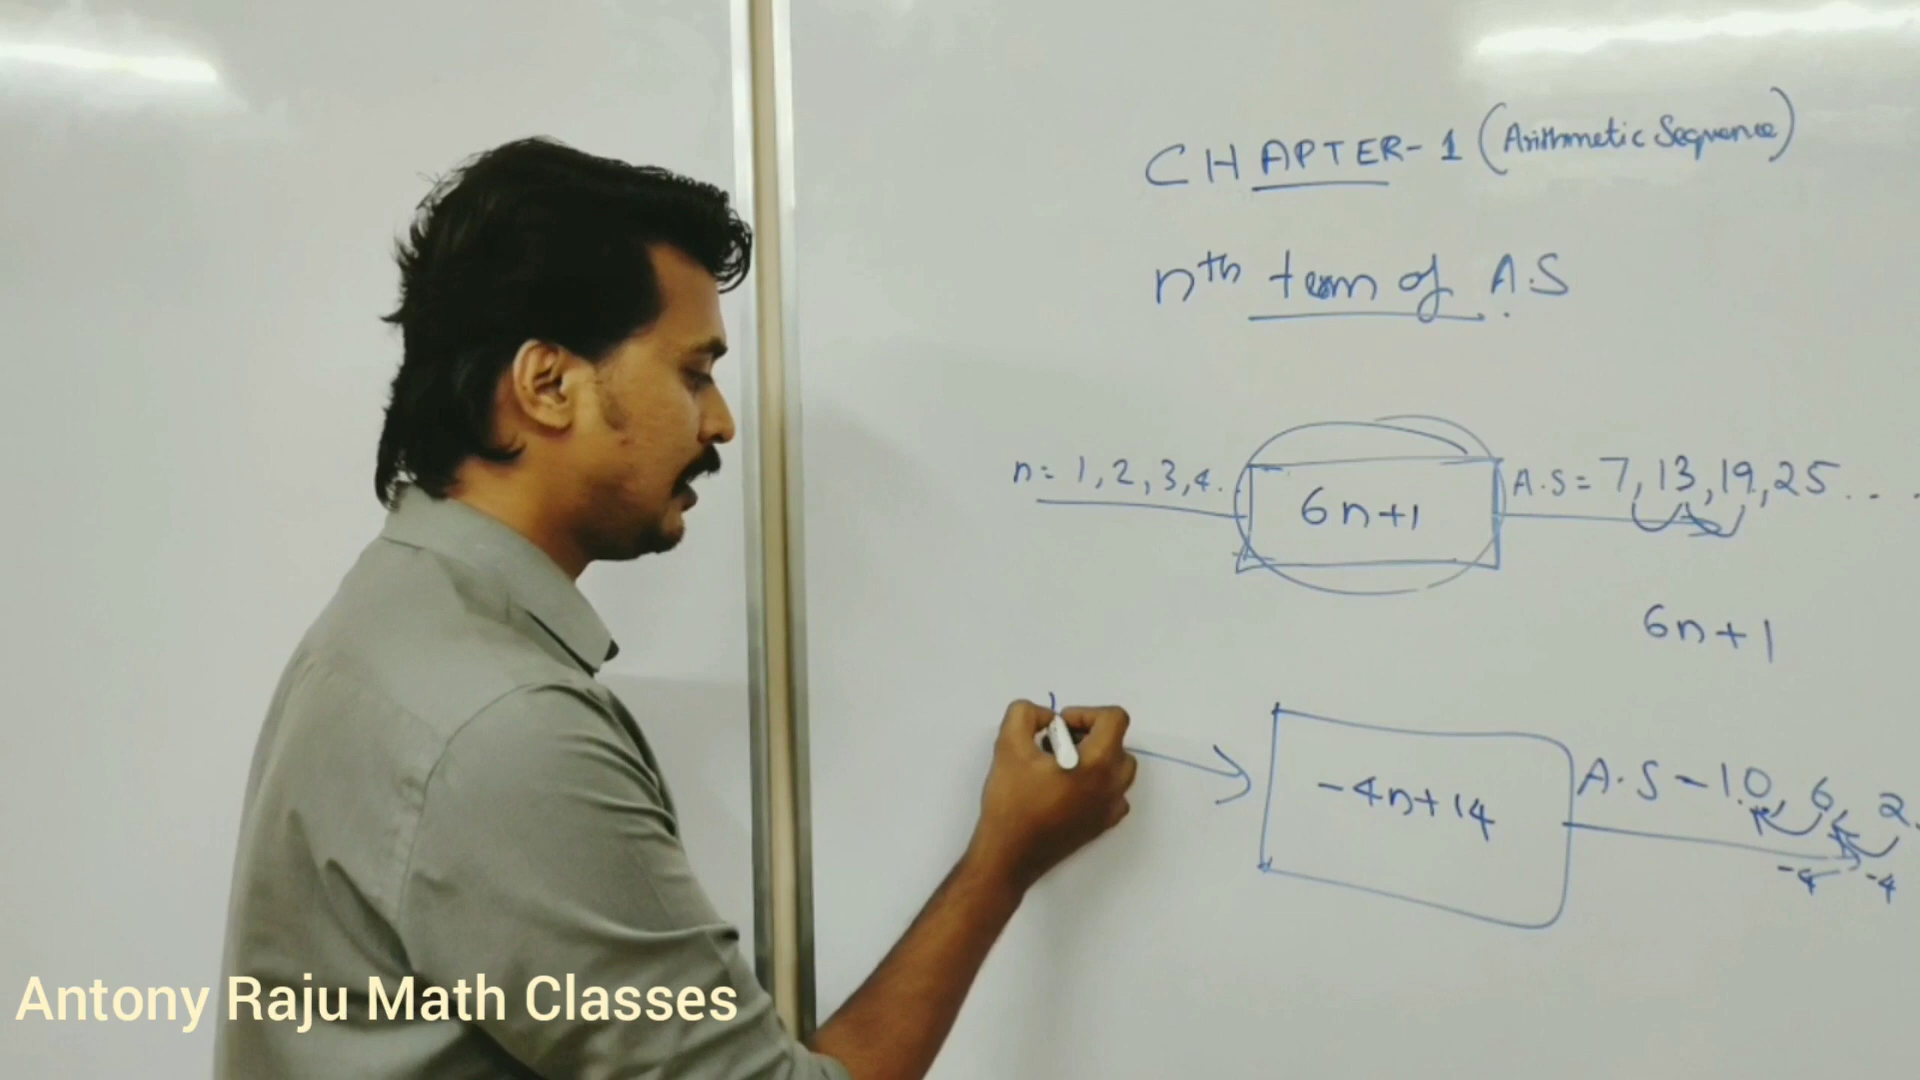 CHAPTER-1 (Arithmetic Sequence)
nth term of A.S
n= 1,2,3,4. 6n+1 A.S = 7,13,19,25....
6n+1
-4n+14 A.S - 10, 6, 2.
-4 -4
Antony Raju Math Classes